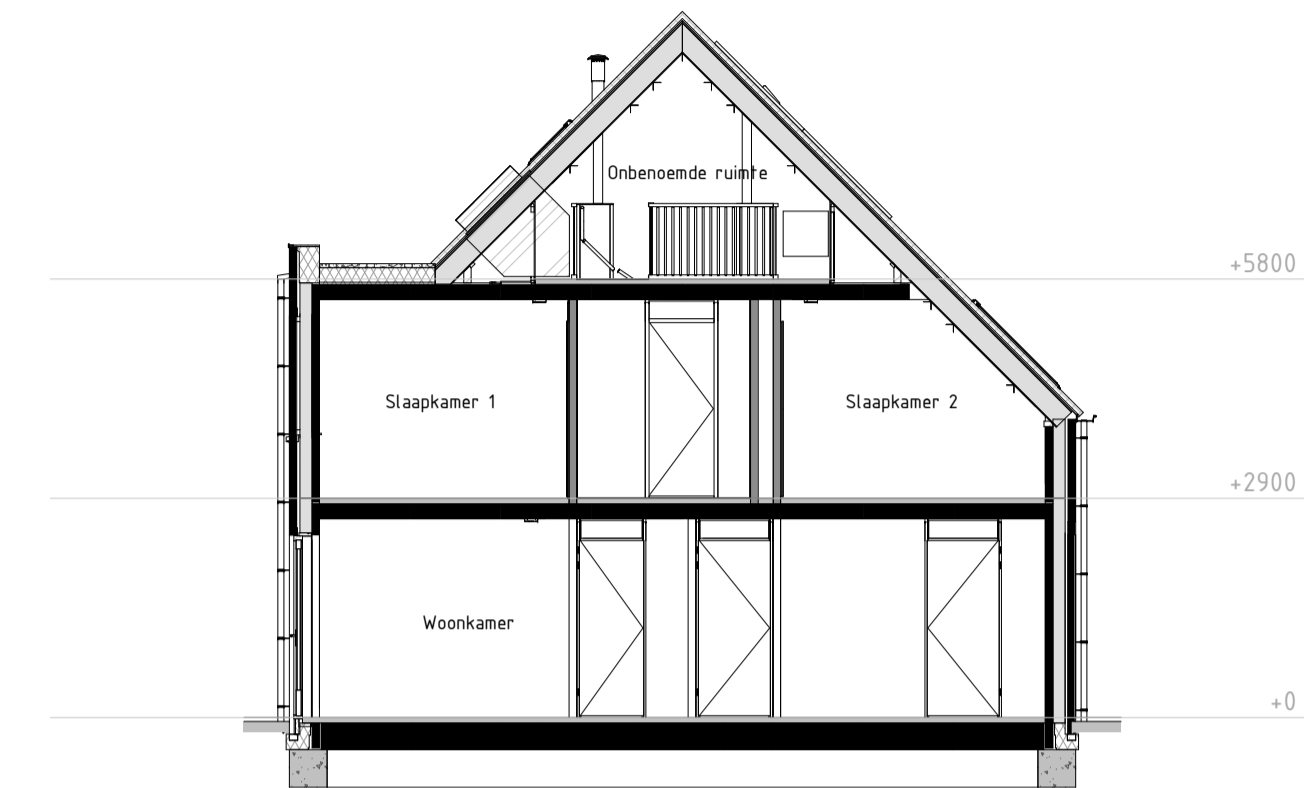 Onbenoemde ruimte
+5800
Slaapkamer 1
Slaapkamer 2
+2900
Woonkamer
+0